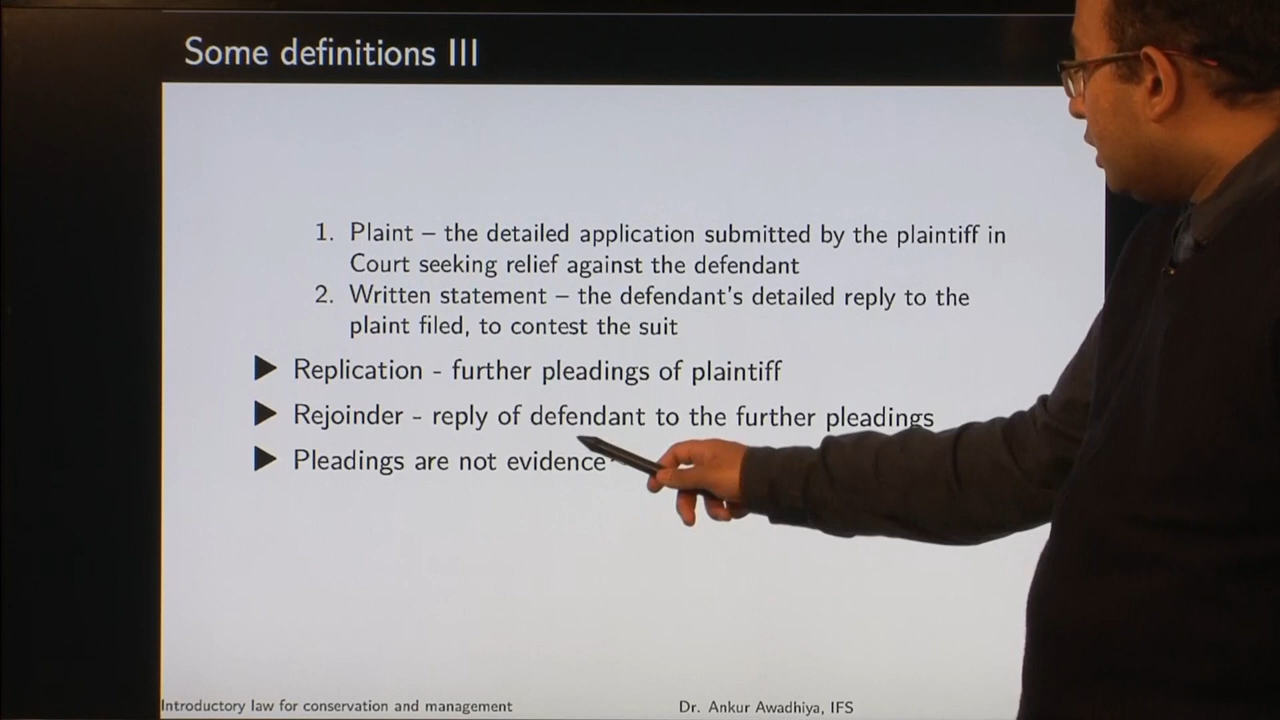 Some definitions III
1. Plaint – the detailed application submitted by the plaintiff in
Court seeking relief against the defendant
2. Written statement – the defendant's detailed reply to the
plaint filed, to contest the suit
▶ Replication - further pleadings of plaintiff
▶ Rejoinder - reply of defendant to the further pleadings
▶ Pleadings are not evidence
Introductory law for conservation and management Dr. Ankur Awadhiya, IFS